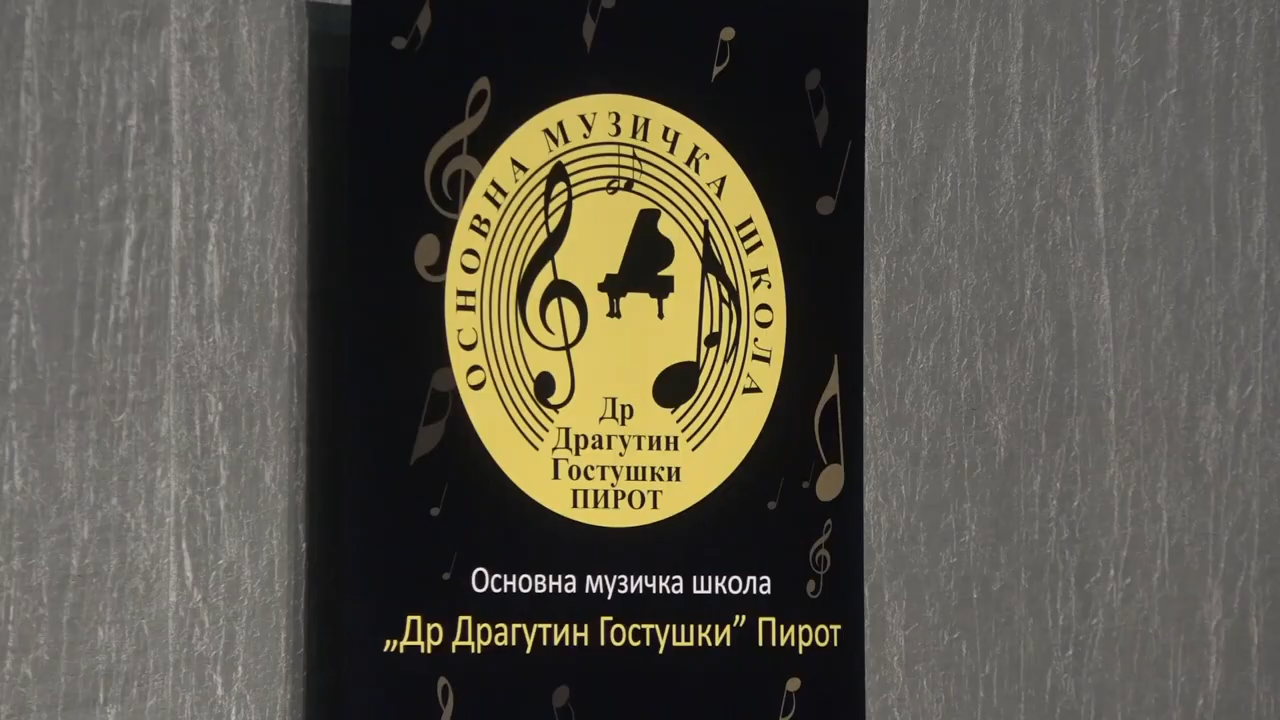 ОСНОВНА МУЗИЧКА ШКОЛА
Др
Драгутин
Гостушки
ПИРОТ
Основна музичка школа
„Др Драгутин Гостушки” Пирот